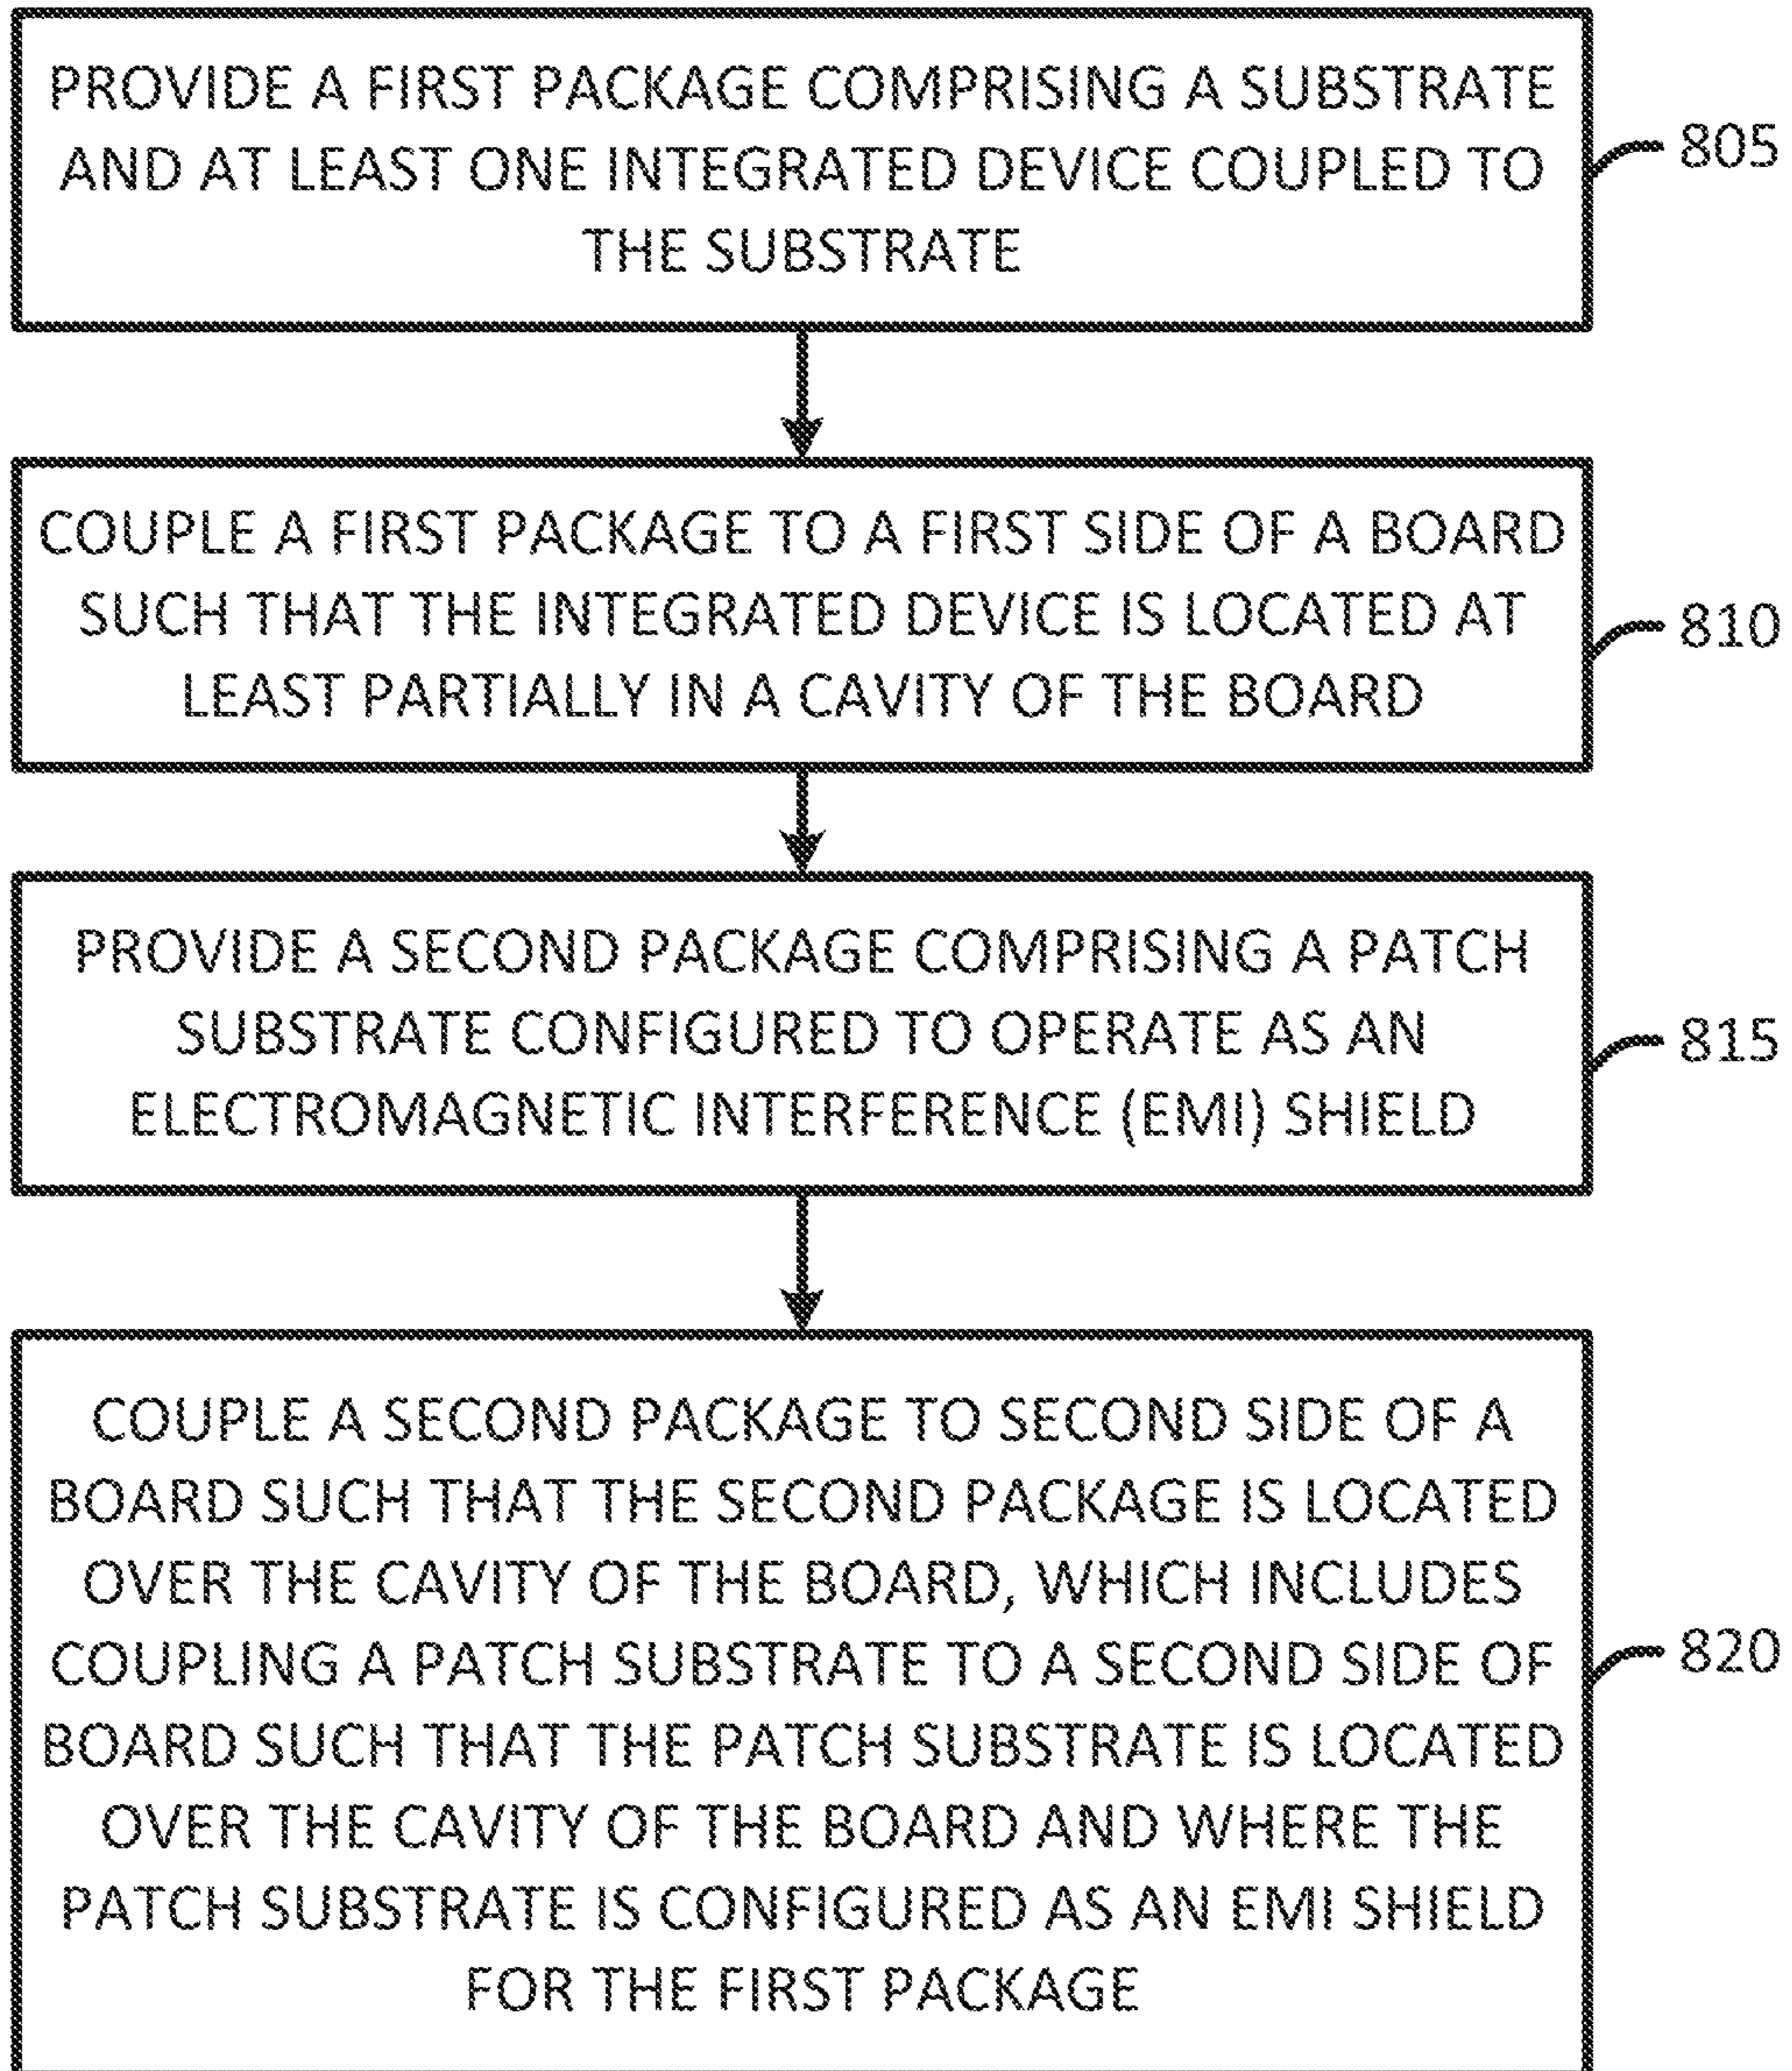 PROVIDE A FIRST PACKAGE COMPRISING A SUBSTRATE
AND AT LEAST ONE INTEGRATED DEVICE COUPLED TO
THE SUBSTRATE
805
COUPLE A FIRST PACKAGE TO A FIRST SIDE OF A BOARD
SUCH THAT THE INTEGRATED DEVICE IS LOCATED AT
LEAST PARTIALLY IN A CAVITY OF THE BOARD
810
PROVIDE A SECOND PACKAGE COMPRISING A PATCH
SUBSTRATE CONFIGURED TO OPERATE AS AN
ELECTROMAGNETIC INTERFERENCE (EMI) SHIELD
815
COUPLE A SECOND PACKAGE TO SECOND SIDE OF A
BOARD SUCH THAT THE SECOND PACKAGE IS LOCATED
OVER THE CAVITY OF THE BOARD, WHICH INCLUDES
COUPLING A PATCH SUBSTRATE TO A SECOND SIDE OF
BOARD SUCH THAT THE PATCH SUBSTRATE IS LOCATED
OVER THE CAVITY OF THE BOARD AND WHERE THE
PATCH SUBSTRATE IS CONFIGURED AS AN EMI SHIELD
FOR THE FIRST PACKAGE
820